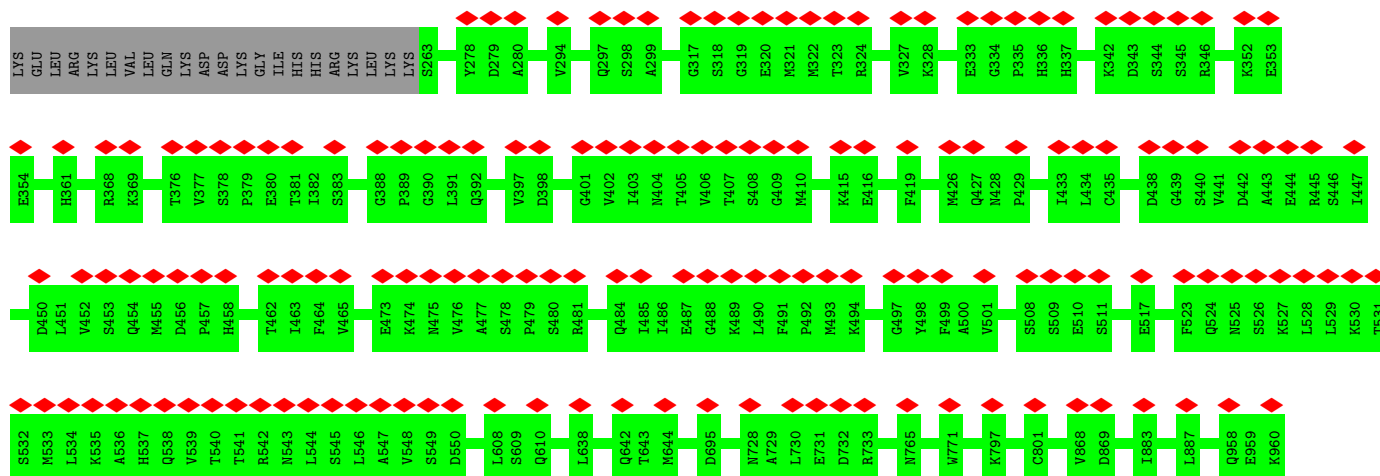 LYS GLU LEU ARG LYS LEU VAL LEU GLN LYS ASP ASP LYS GLY ILE HIS HIS ARG LYS LEU LYS LYS S263 Y278 D279 A280 V294 Q297 S298 A299 G317 S318 G319 E320 M321 M322 T323 R324 V327 K328 E333 G334 P335 H336 H337 K342 D343 S344 S345 R346 K352 E353
E354 H361 R368 K369 T376 V377 S378 P379 E380 T381 I382 S383 G388 P389 G390 L391 Q392 V397 D398 G401 V402 I403 N404 T405 V406 T407 S408 G409 M410 K415 E416 F419 M426 Q427 N428 P429 I433 L434 C435 D438 G439 S440 V441 D442 A443 E444 R445 S446 I447
D450 L451 V452 S453 Q454 M455 D456 P457 H458 T462 I463 F464 V465 E473 K474 N475 V476 A477 S478 P479 S480 R481 Q484 I485 I486 E487 G488 K489 L490 F491 P492 M493 K494 G497 Y498 F499 A500 V501 S508 S509 E510 S511 E517 F523 Q524 N525 S526 K527 L528 L529 K530 T531
S532 M533 L534 K535 A536 H537 Q538 V539 T540 T541 R542 N543 L544 S545 L546 A547 V548 S549 D550 L608 S609 Q610 L638 Q642 T643 M644 D695 N728 A729 L730 E731 D732 R733 N765 W771 K797 C801 V868 D869 I883 L887 Q958 E959 K960